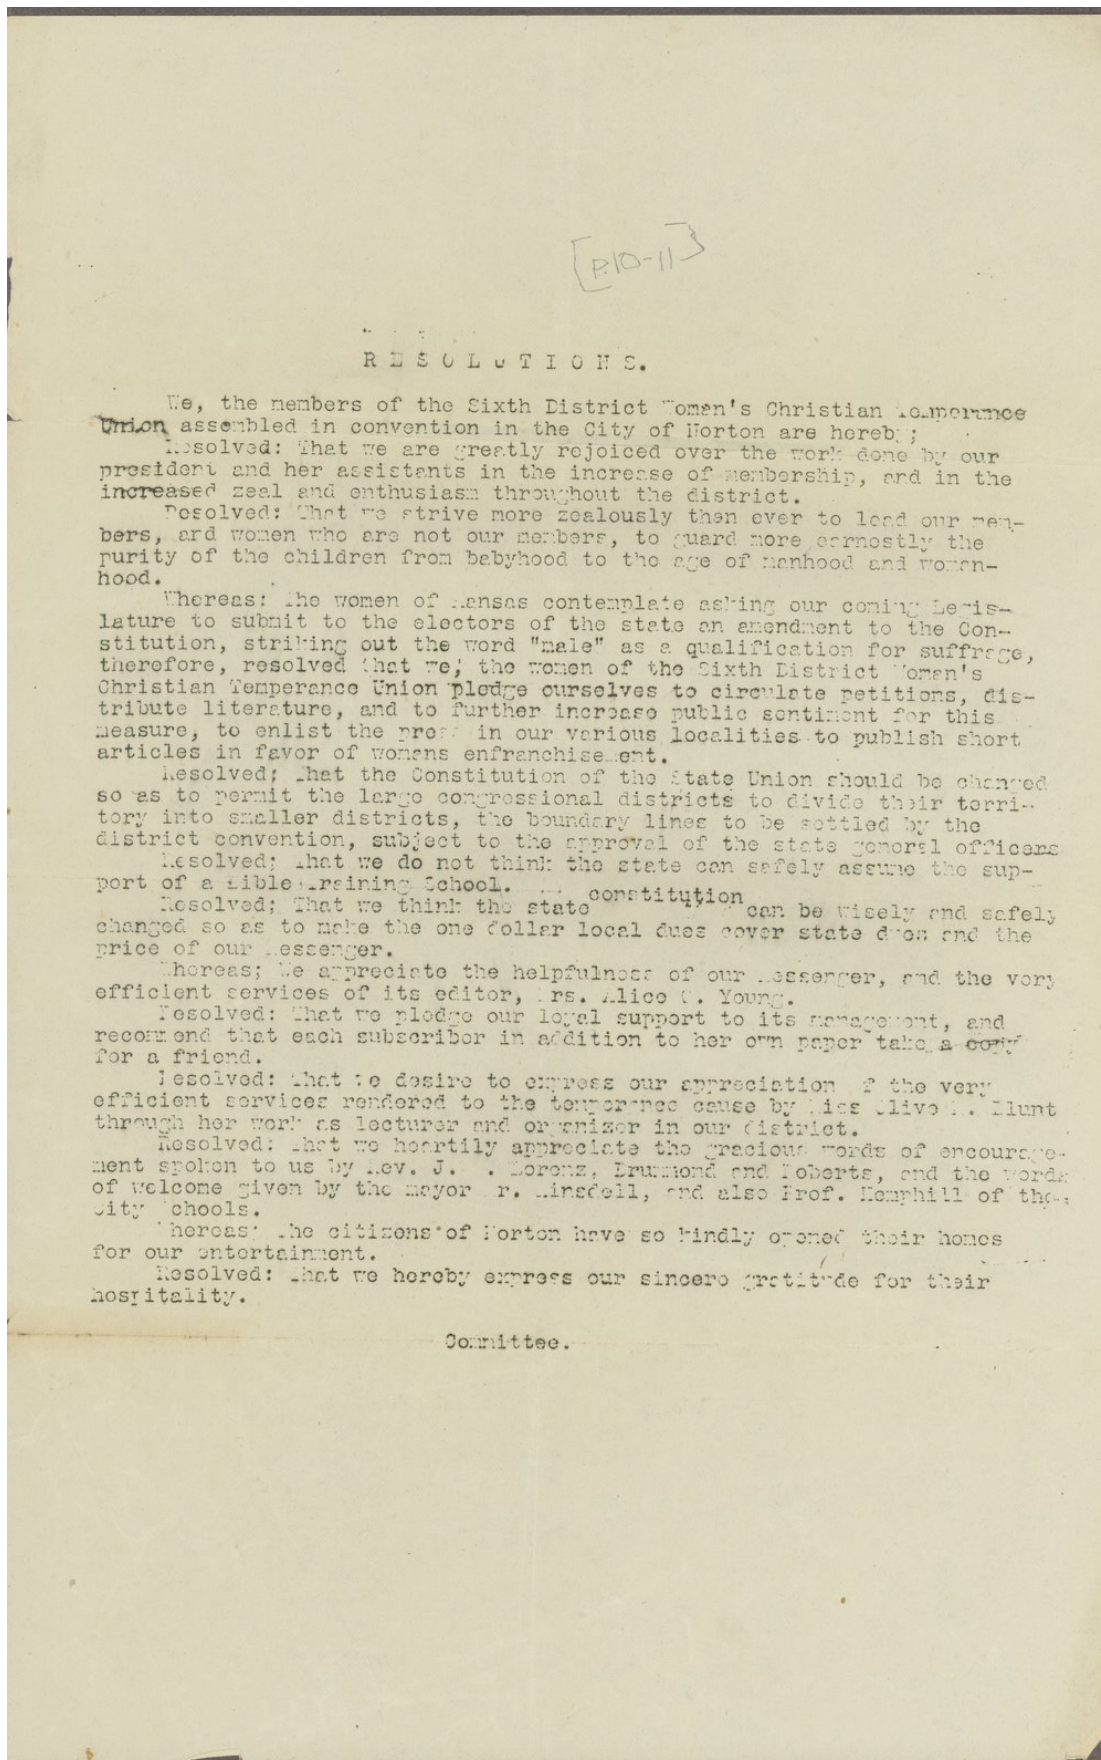 [P.10-11]
RESOLUTIONS.
We, the members of the Sixth District Women's Christian Temperence
Union assembled in convention in the City of Horton are hereby;
Resolved: That we are greatly rejoiced over the work done by our
president and her assistants in the increase of membership, and in the
increased zeal and enthusiasm throughout the district.
Resolved: That we strive more zealously then ever to lead our mem-
bers, and women who are not our members, to guard more earnestly the
purity of the children from babyhood to the age of manhood and woman-
hood.
Whereas: The women of Kansas contemplate asking our coming Legis-
lature to submit to the electors of the state an amendment to the Con-
stitution, striking out the word "male" as a qualification for suffrage,
therefore, resolved that we, the women of the Sixth District Women's
Christian Temperance Union pledge ourselves to circulate petitions, dis-
tribute literature, and to further increase public sentiment for this
measure, to enlist the press in our various localities to publish short
articles in favor of womans enfranchisement.
Resolved; That the Constitution of the State Union should be changed
so as to permit the large congressional districts to divide their terri-
tory into smaller districts, the boundary lines to be settled by the
district convention, subject to the approval of the state general officers
Resolved; That we do not think the state can safely assume the sup-
port of a Bible Training School.
Resolved; That we think the state constitution can be wisely and safely
changed so as to make the one dollar local dues cover state dues and the
price of our Messenger.
Whereas; We appreciate the helpfulness of our Messenger, and the very
efficient services of its editor, Mrs. Alice Young.
Resolved: That we pledge our loyal support to its management, and
recommend that each subscriber in addition to her own paper take a copy
for a friend.
Resolved: That we desire to express our appreciation of the very
efficient services rendered to the temperance cause by Miss Olive Blunt
through her work as lecturer and organizer in our district.
Resolved: That we heartily appreciate the gracious words of encourage-
ment spoken to us by Rev. J. Lorenz, Drummond and Roberts, and the words
of welcome given by the mayor Mr. and also Prof. Hemphill of the
City Schools.
Whereas: The citizens of Horton have so kindly opened their homes
for our entertainment.
Resolved: That we hereby express our sincere gratitude for their
hospitality.
Committee.